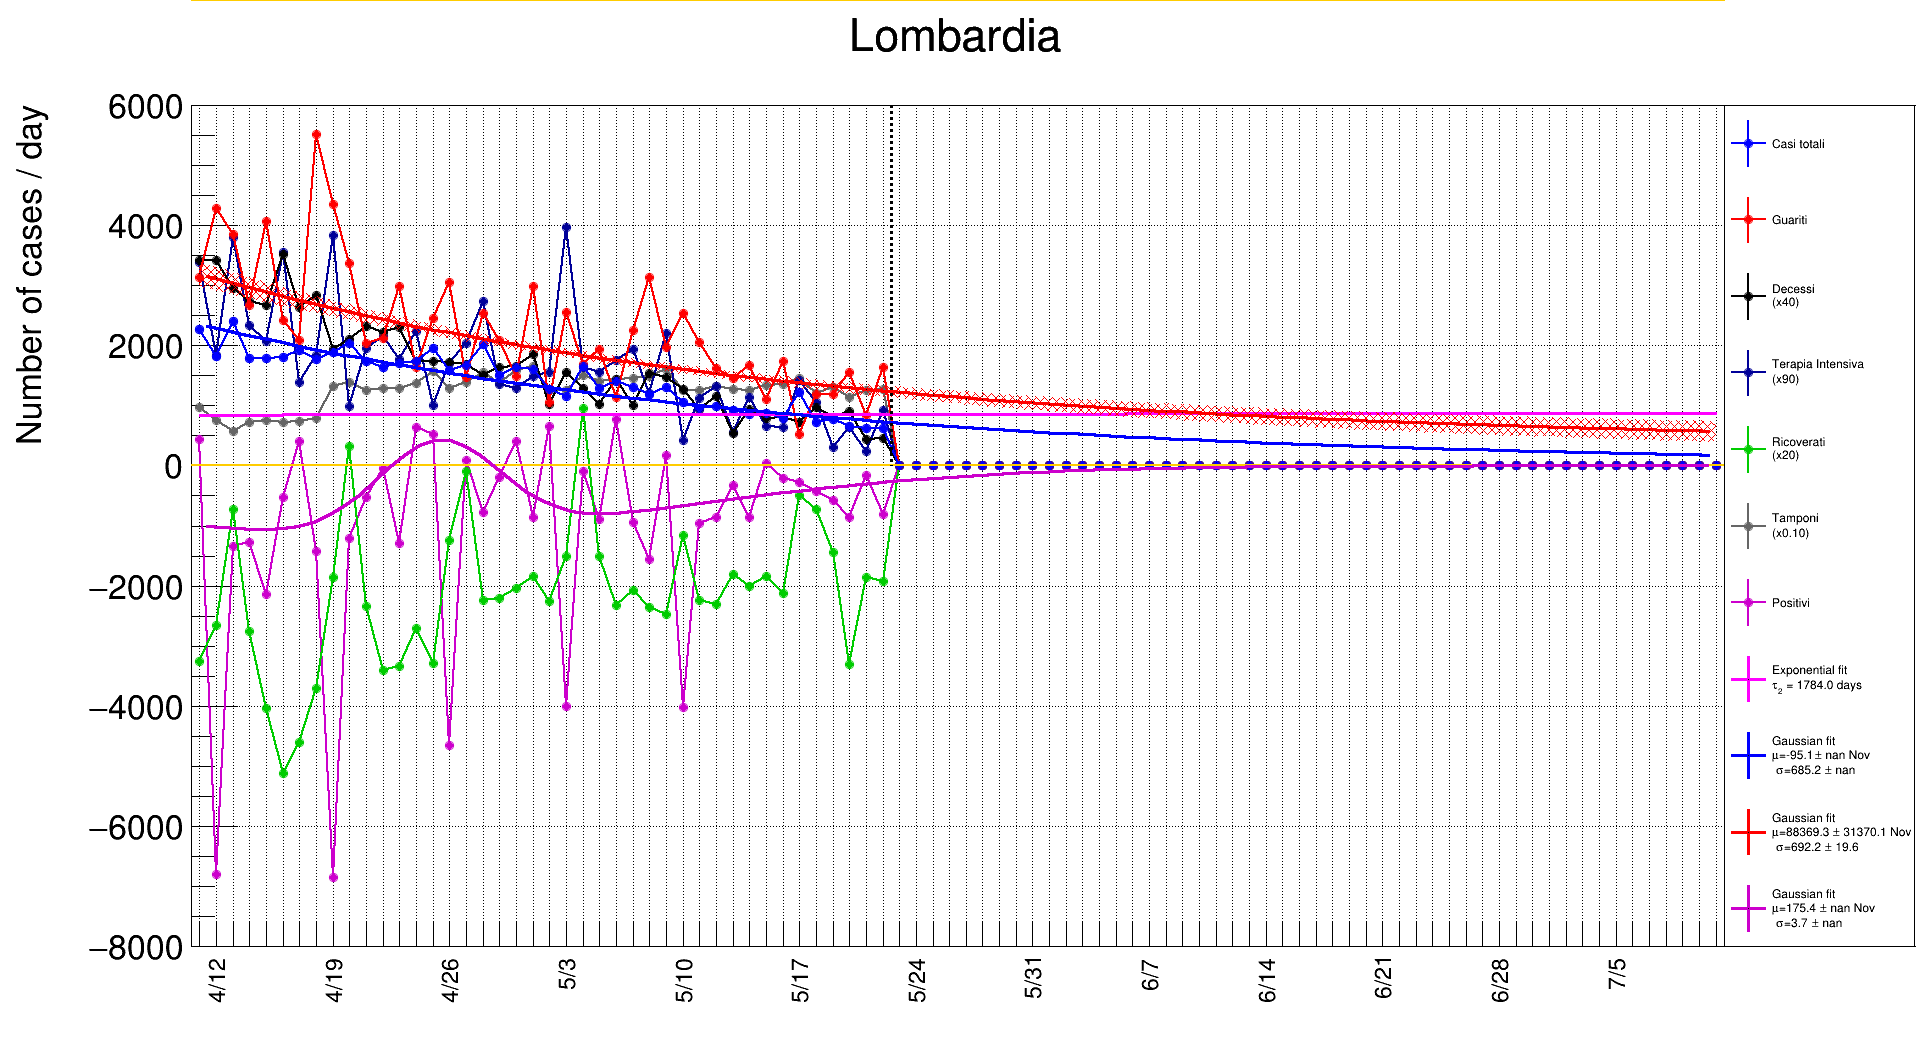 Lombardia
Number of cases / day
6000
4000
2000
0
−2000
−4000
−6000
−8000
4/12
4/19
4/26
5/3
5/10
5/17
5/24
5/31
6/7
6/14
6/21
6/28
7/5
Casi totali
Guariti
Decessi
(x40)
Terapia Intensiva
(x90)
Ricoverati
(x20)
Tamponi
(x0.10)
Positivi
Exponential fit
τ2 = 1784.0 days
Gaussian fit
μ=-95.1 ± nan Nov
σ=685.2 ± nan
Gaussian fit
μ=88369.3 ± 31370.1 Nov
σ=692.2 ± 19.6
Gaussian fit
μ=175.4 ± nan Nov
σ=3.7 ± nan